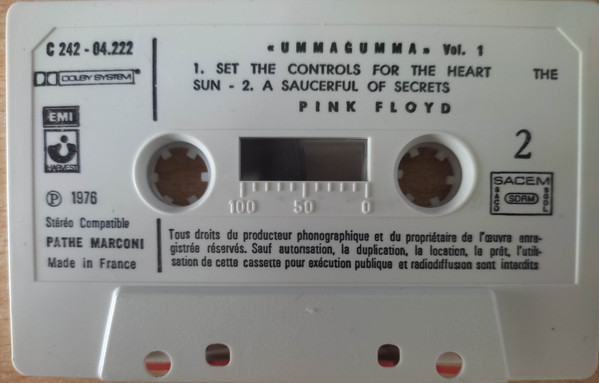 C 242 - 04.222
«UMMAGUMMA» Vol. 1
DOLBY SYSTEM
1. SET THE CONTROLS FOR THE HEART THE
SUN - 2. A SAUCERFUL OF SECRETS
PINK FLOYD
EMI
HARVEST
2
100 50 0
SACEM
SACD SDRM SGDL
Ⓟ 1976
Stéréo Compatible
PATHE MARCONI
Made in France
Tous droits du producteur phonographique et du propriétaire de l'œuvre enre-
gistrée réservés. Sauf autorisation, la duplication, la location, le prêt, l'utili-
sation de cette cassette pour exécution publique et radiodiffusion sont interdits